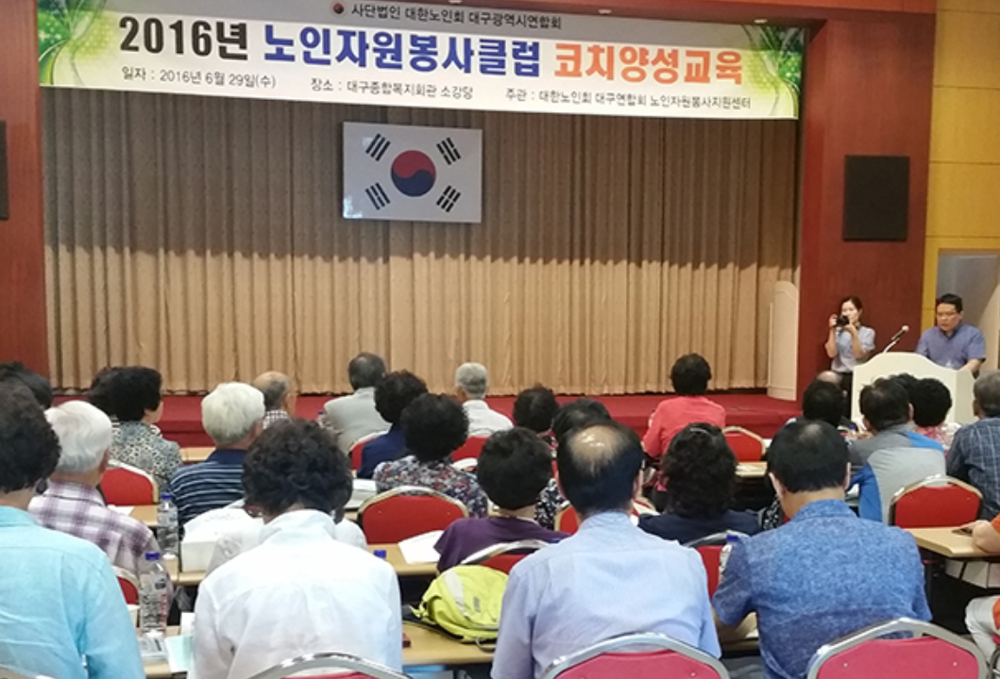 사단법인 대한노인회 대구광역시연합회
2016년 노인자원봉사클럽 코치양성교육
일자 : 2016년 6월 29일(수) 장소 : 대구종합복지회관 소강당 주관 : 대한노인회 대구연합회 노인자원봉사지원센터